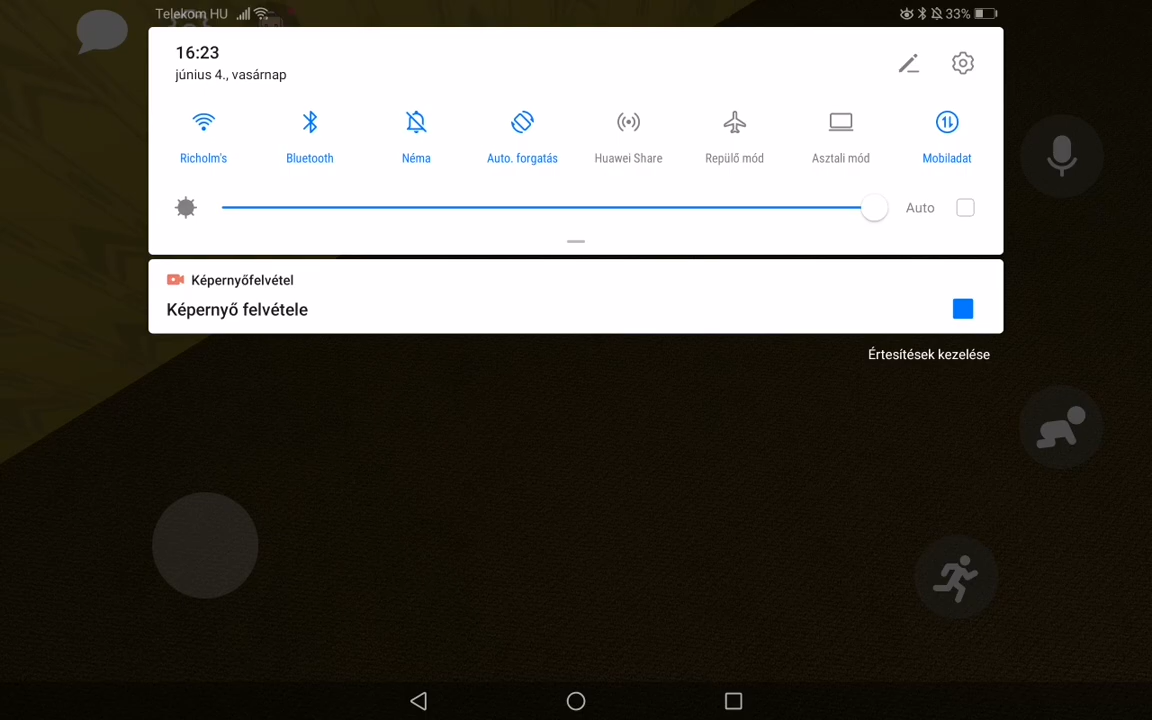 Telekom HU
33%
16:23
június 4., vasárnap
Richolm's
Bluetooth
Néma
Auto. forgatás
Huawei Share
Repülő mód
Asztali mód
Mobiladat
Auto
Képernyőfelvétel
Képernyő felvétele
Értesítések kezelése